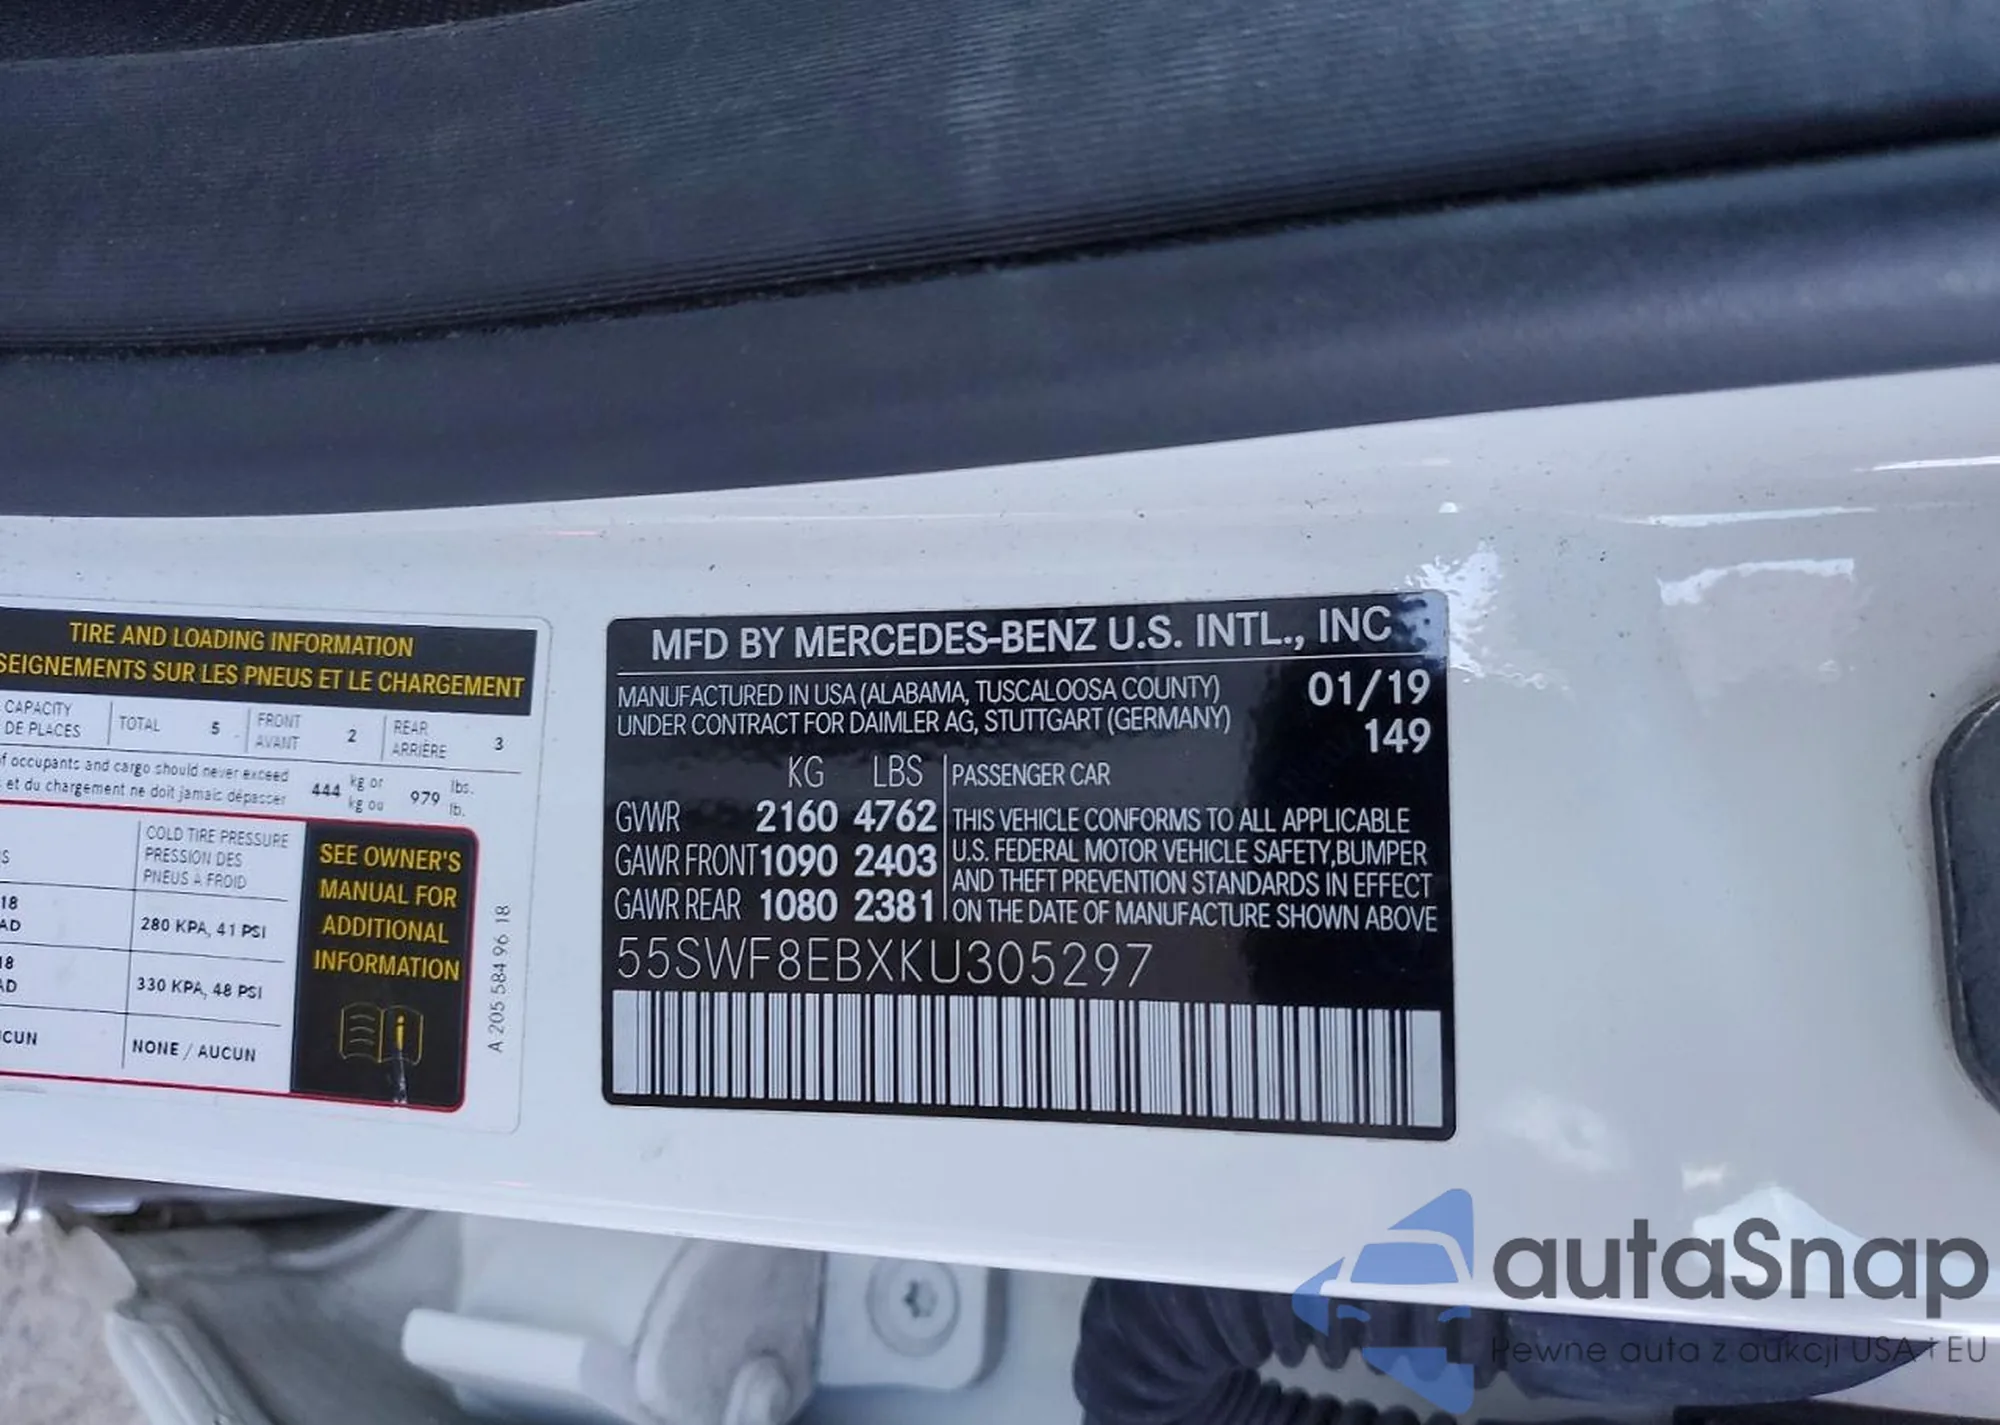 TIRE AND LOADING INFORMATION
SEIGNEMENTS SUR LES PNEUS ET LE CHARGEMENT
CAPACITY
DE PLACES
TOTAL 5
FRONT
AVANT 2
REAR
ARRIÈRE 3
of occupants and cargo should never exceed
et du chargement ne doit jamais dépasser
444 kg or
kg ou
979 lbs.
lb.
COLD TIRE PRESSURE
PRESSION DES
PNEUS À FROID
18
AD
280 KPA, 41 PSI
18
AD
330 KPA, 48 PSI
CUN
NONE / AUCUN
SEE OWNER'S
MANUAL FOR
ADDITIONAL
INFORMATION
A 205 584 96 18
MFD BY MERCEDES-BENZ U.S. INTL., INC
MANUFACTURED IN USA (ALABAMA, TUSCALOOSA COUNTY)
UNDER CONTRACT FOR DAIMLER AG, STUTTGART (GERMANY)
01/19
149
KG LBS
GVWR 2160 4762
GAWR FRONT 1090 2403
GAWR REAR 1080 2381
PASSENGER CAR
THIS VEHICLE CONFORMS TO ALL APPLICABLE
U.S. FEDERAL MOTOR VEHICLE SAFETY,BUMPER
AND THEFT PREVENTION STANDARDS IN EFFECT
ON THE DATE OF MANUFACTURE SHOWN ABOVE
55SWF8EBXKU305297
autaSnap
Pewne auta z aukcji USA i EU